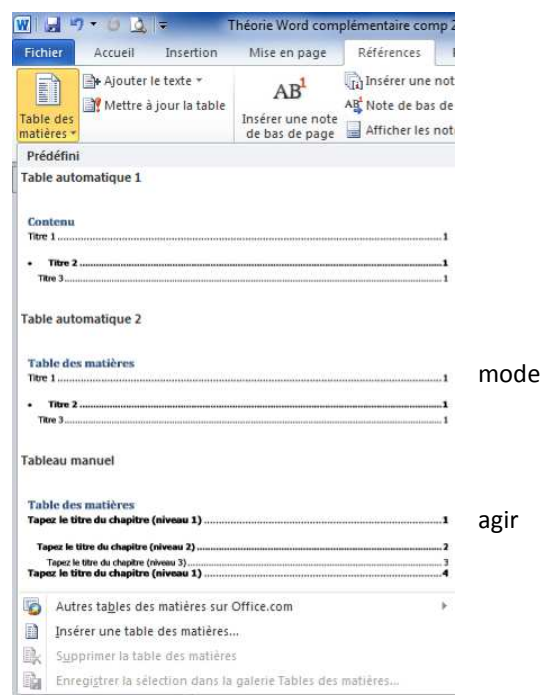 Théorie Word complémentaire comp 2
Fichier Accueil Insertion Mise en page Références
Table des matières
Ajouter le texte
Mettre à jour la table
AB1
Insérer une note de bas de page
Insérer une not
AB1 Note de bas de
Afficher les not
Prédéfini
Table automatique 1
Contenu
Titre 1 ........ 1
• Titre 2 ........ 1
Titre 3 ........ 1
Table automatique 2
Table des matières
Titre 1 ........ 1
mode
• Titre 2 ........ 1
Titre 3 ........ 1
Tableau manuel
Table des matières
Tapez le titre du chapitre (niveau 1) ........ 1
agir
Tapez le titre du chapitre (niveau 2) ........ 2
Tapez le titre du chapitre (niveau 3) ........ 3
Tapez le titre du chapitre (niveau 1) ........ 4
Autres tables des matières sur Office.com
Insérer une table des matières...
Supprimer la table des matières
Enregistrer la sélection dans la galerie Tables des matières...